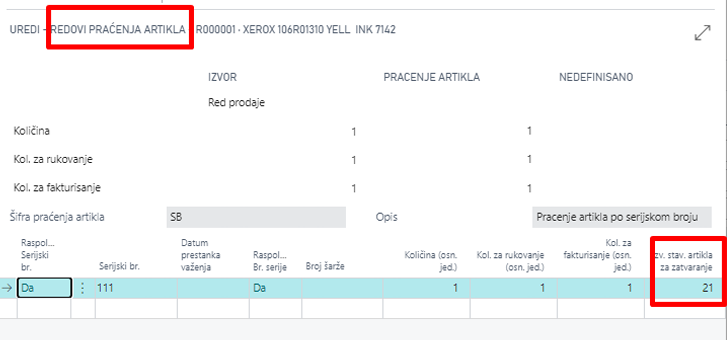 UREDI - REDOVI PRAĆENJA ARTIKLA R000001 · XEROX 106R01310 YELL INK 7142
IZVOR PRACENJE ARTIKLA NEDEFINISANO
Red prodaje
Količina 1 1
Kol. za rukovanje 1 1
Kol. za fakturisanje 1 1
Šifra praćenja artikla SB Opis Pracenje artikla po serijskom broju
Raspol... Serijski br. Serijski br. Datum prestanka važenja Raspol... Br. serije Broj šarže Količina (osn. jed.) Kol. za rukovanje (osn. jed.) Kol. za fakturisanje (osn. jed.) zv. stav. artikla za zatvaranje
Da 111 Da 1 1 1 21